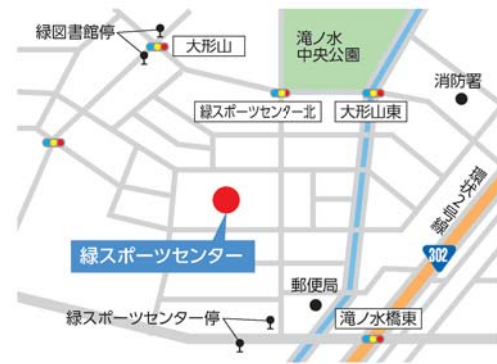 緑図書館停
大形山
滝ノ水
中央公園
消防署
緑スポーツセンター北
大形山東
環状2号線
302
緑スポーツセンター
郵便局
緑スポーツセンター停
滝ノ水橋東